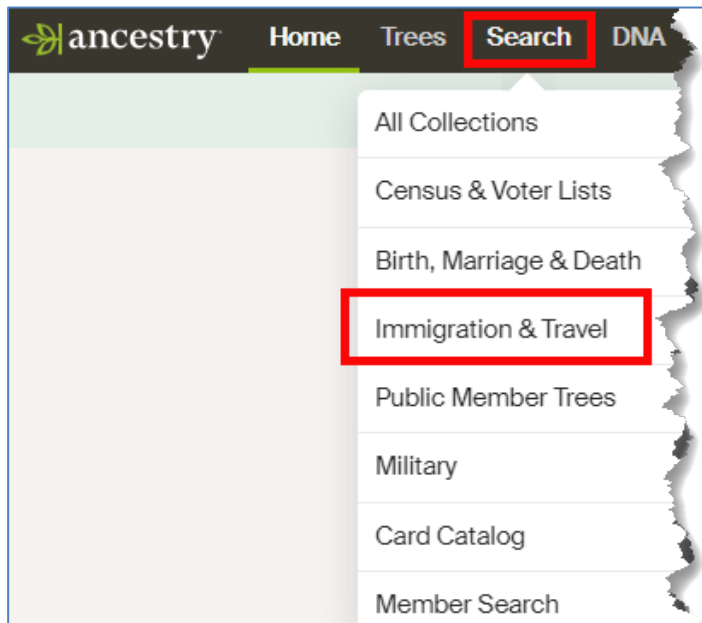 ancestry Home Trees Search DNA
All Collections
Census & Voter Lists
Birth, Marriage & Death
Immigration & Travel
Public Member Trees
Military
Card Catalog
Member Search